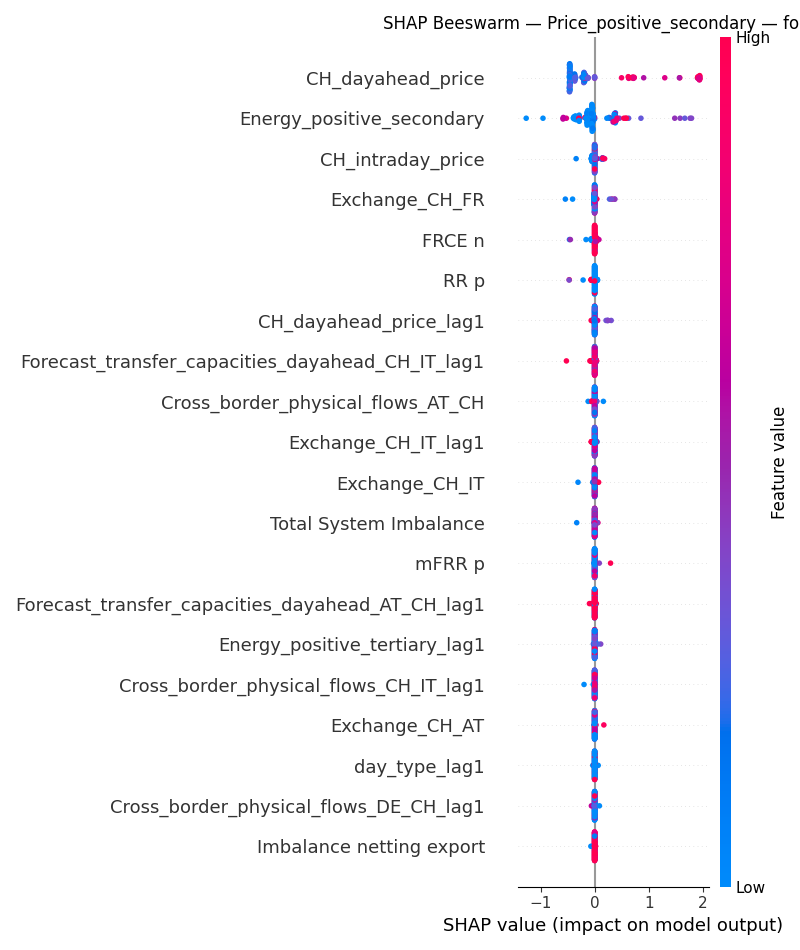 SHAP Beeswarm — Price_positive_secondary — fo
High
CH_dayahead_price
Energy_positive_secondary
CH_intraday_price
Exchange_CH_FR
FRCE n
RR p
CH_dayahead_price_lag1
Forecast_transfer_capacities_dayahead_CH_IT_lag1
Cross_border_physical_flows_AT_CH
Exchange_CH_IT_lag1
Exchange_CH_IT
Total System Imbalance
mFRR p
Forecast_transfer_capacities_dayahead_AT_CH_lag1
Energy_positive_tertiary_lag1
Cross_border_physical_flows_CH_IT_lag1
Exchange_CH_AT
day_type_lag1
Cross_border_physical_flows_DE_CH_lag1
Imbalance netting export
Feature value
Low
−1 0 1 2
SHAP value (impact on model output)